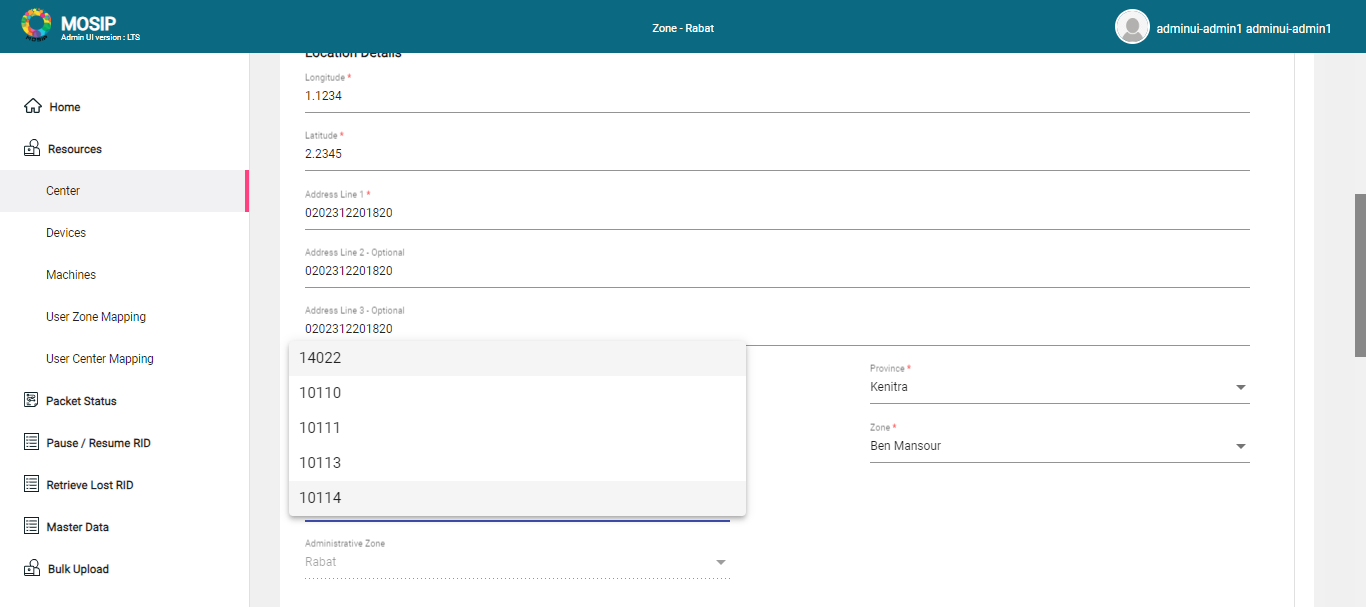 MOSIP
MOSIP
Admin UI version : LTS
Zone - Rabat
adminui-admin1 adminui-admin1
Home
Resources
Center
Devices
Machines
User Zone Mapping
User Center Mapping
Packet Status
Pause / Resume RID
Retrieve Lost RID
Master Data
Bulk Upload
Location Details
Longitude *
1.1234
Latitude *
2.2345
Address Line 1 *
0202312201820
Address Line 2 - Optional
0202312201820
Address Line 3 - Optional
0202312201820
14022
10110
10111
10113
10114
Province *
Kenitra
Zone *
Ben Mansour
Administrative Zone
Rabat